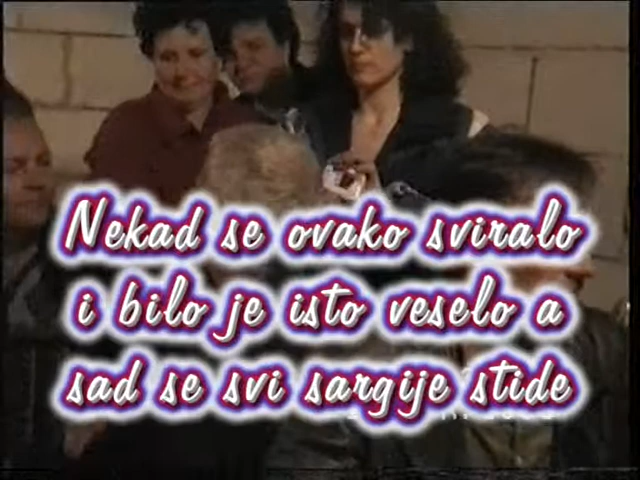 Nekad se ovako sviralo
i bilo je isto veselo a
sad se svi sargije stide